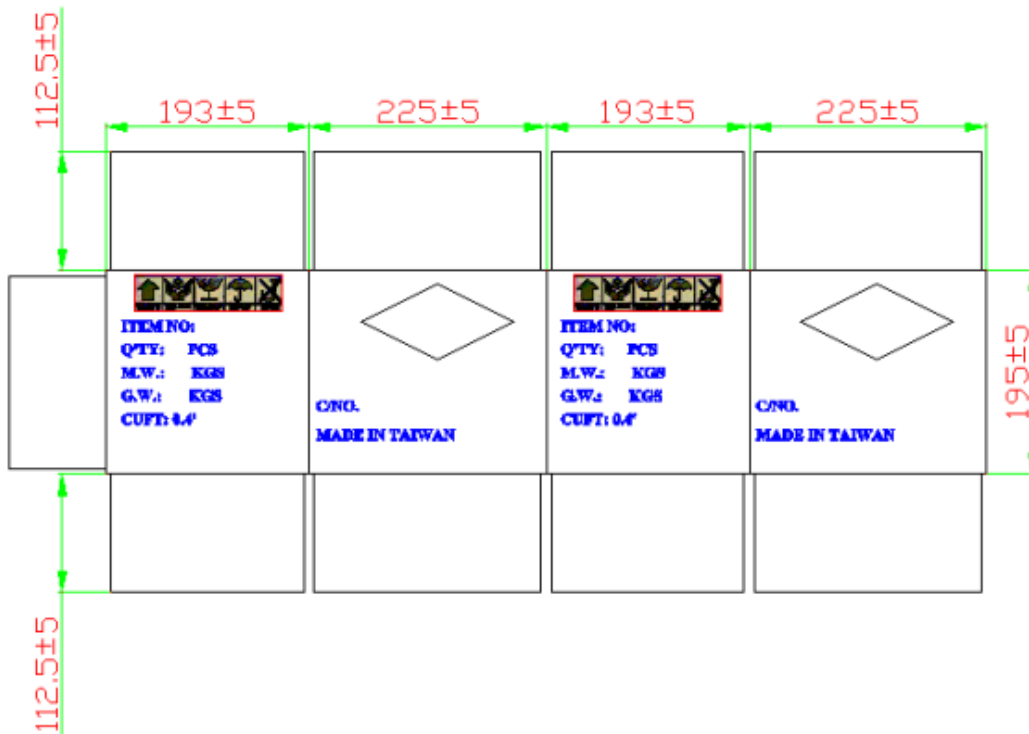 112.5±5
193±5
225±5
193±5
225±5
ITEM NO:
Q'TY: PCS
M.W.: KGS
G.W.: KGS
CUFT: 0.4'
C/NO.
MADE IN TAIWAN
ITEM NO:
Q'TY: PCS
M.W.: KGS
G.W.: KGS
CUFT: 0.4'
C/NO.
MADE IN TAIWAN
195±5
112.5±5